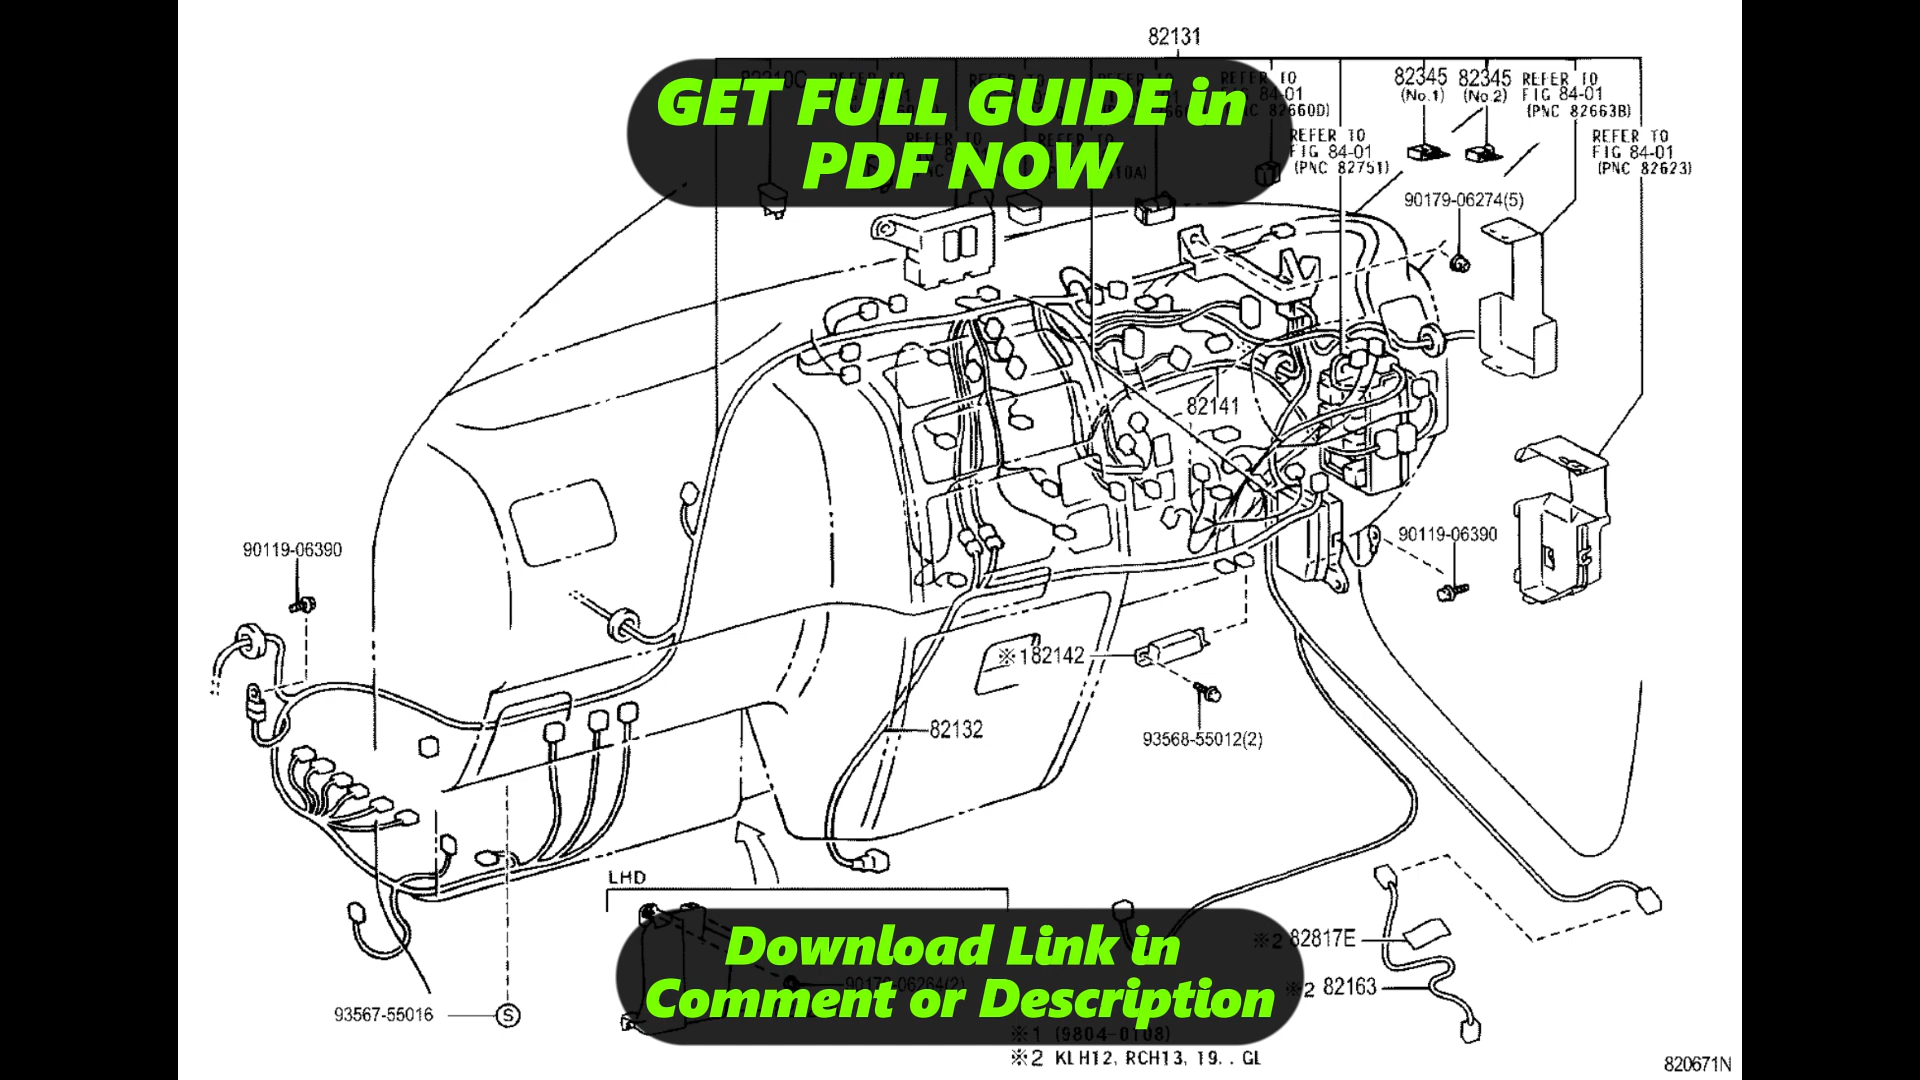 82131
GET FULL GUIDE in
PDF NOW
REFER TO
82345
(No.1)
82345
(No.2)
REFER TO
FIG 84-01
(PNC 82663B)
REFER TO
FIG 84-01
(PNC 82751)
REFER TO
FIG 84-01
(PNC 82623)
90179-06274(5)
82141
90119-06390
90119-06390
※182142
82132
93568-55012(2)
LHD
Download Link in
Comment or Description
※2 82817E
※2 82163
93567-55016
S
※1 (9804-0108)
※2 KLH12, RCH13, 19. . GL
820671N